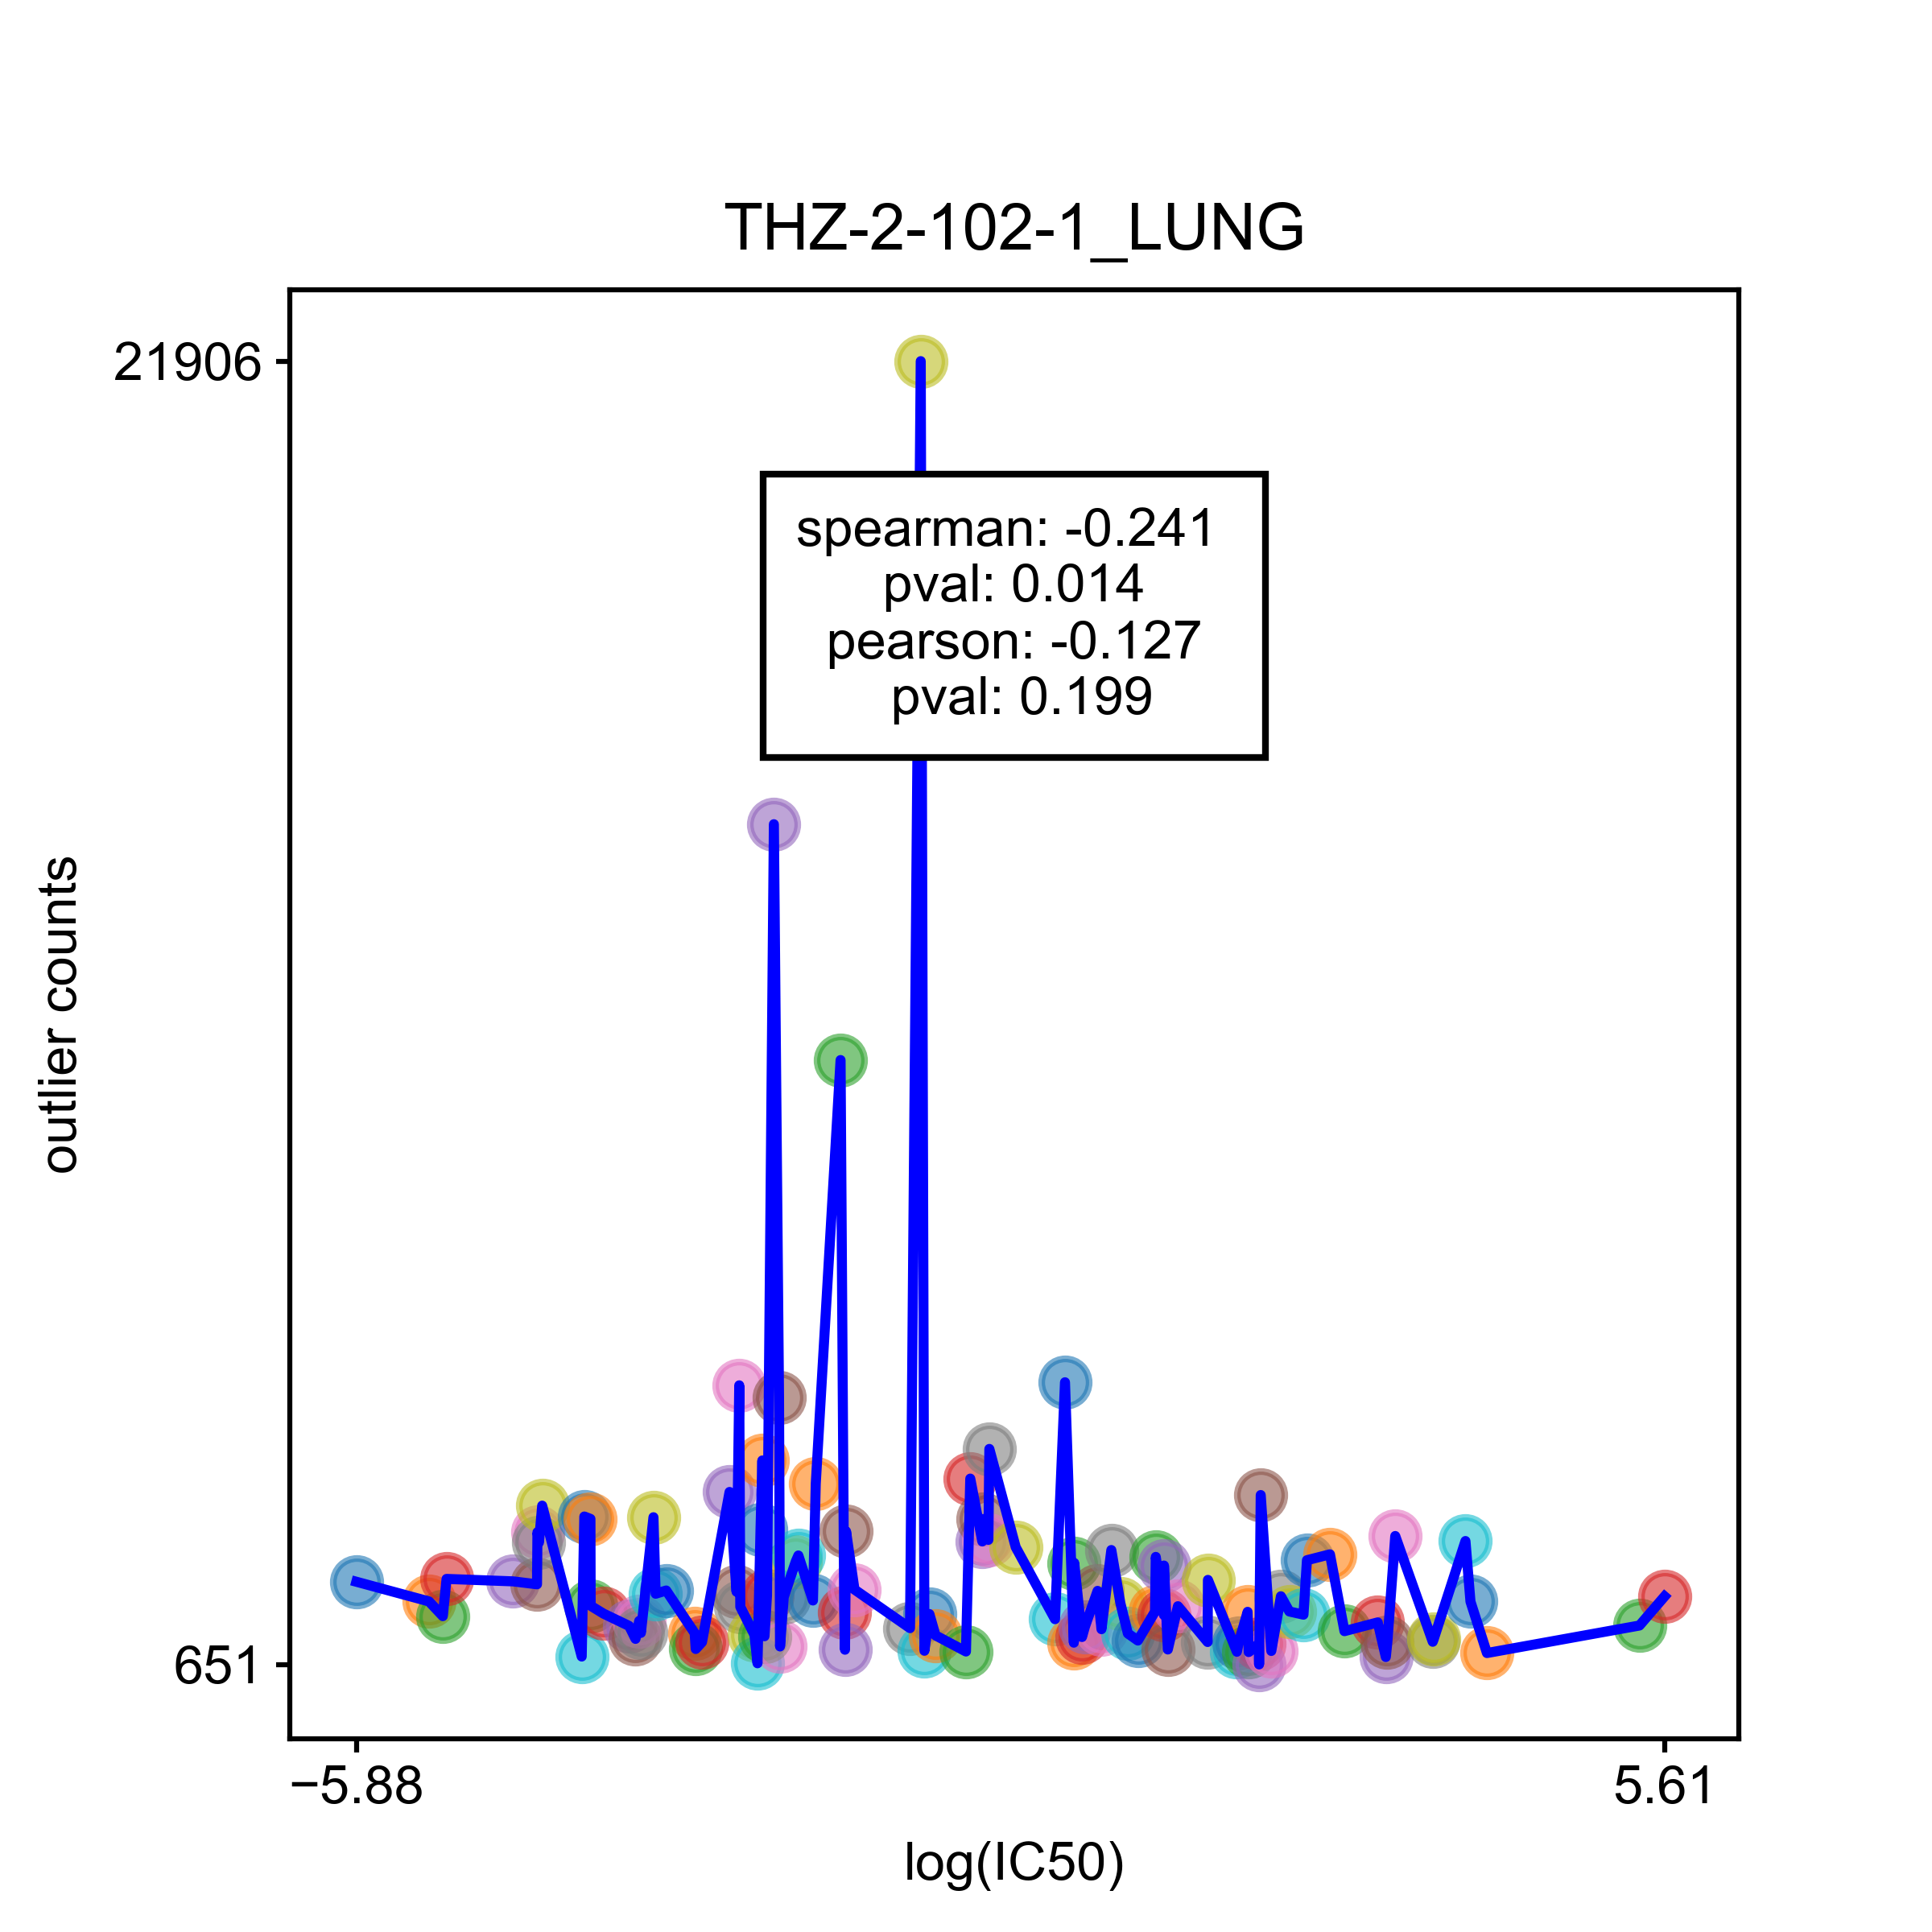 THZ-2-102-1_LUNG
21906
spearman: -0.241
pval: 0.014
pearson: -0.127
pval: 0.199
outlier counts
651
−5.88
5.61
log(IC50)